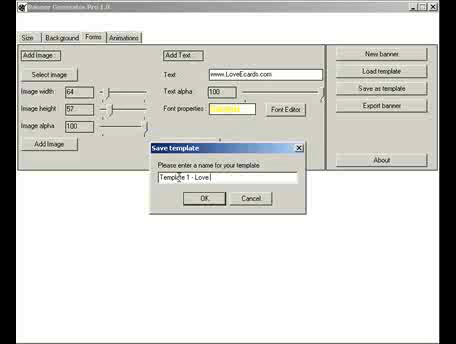 Banner Generator Pro 1.0
Size Background Forms Animations
Add Image :
Add Text :
New banner
Select image
Text
www.LoveEcards.com
Load template
Image width
64
Text alpha
100
Save as template
Image height
57
Font properties :
Font Editor
Export banner
Image alpha
100
Add Image
About
Save template
Please enter a name for your template
Template 1 - Love
OK
Cancel